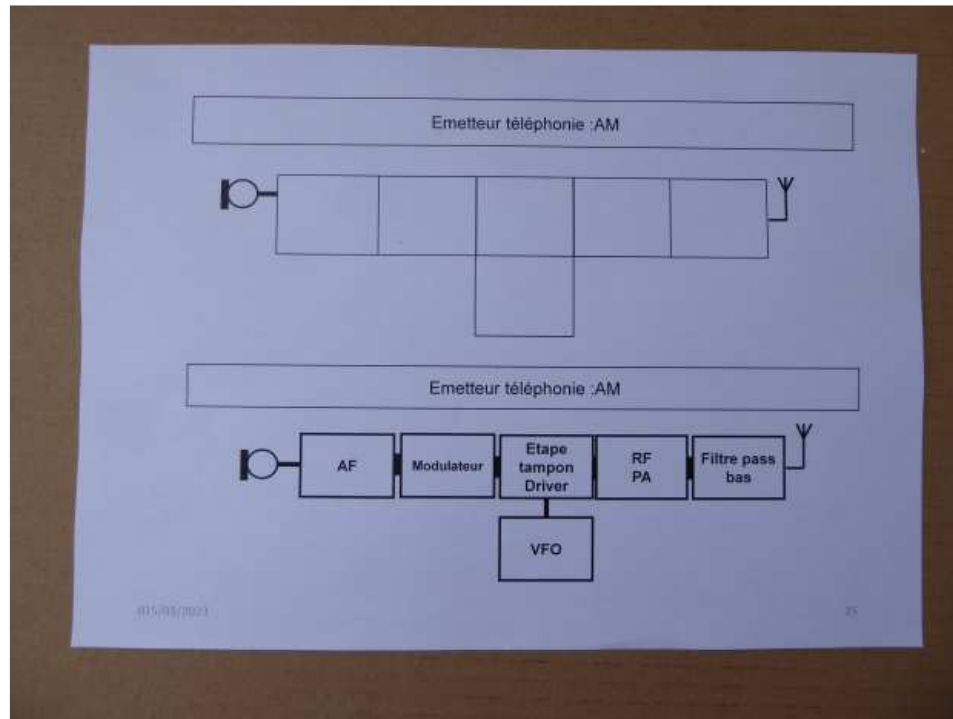 Emetteur téléphonie :AM
Emetteur téléphonie :AM
AF
Modulateur
Etape
tampon
Driver
RF
PA
Filtre pass
bas
VFO